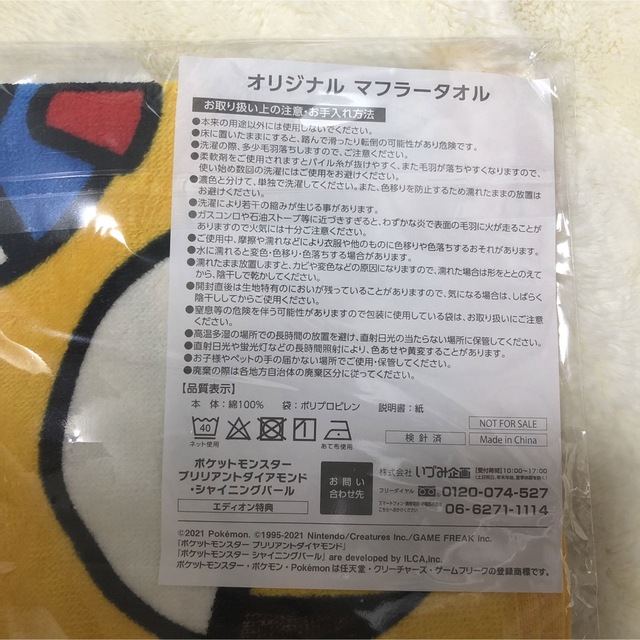 オリジナル マフラータオル
お取り扱い上の注意・お手入れ方法
●本来の用途以外には使用しないでください。
●床に置いたままにすると、踏んで滑ったり転倒の可能性があり危険です。
●洗濯の際、多少毛羽落ちしますので、ご注意ください。
●柔軟剤をご使用されますとパイル糸が抜けやすく、また毛羽が落ちやすくなりますので、
使い始め数回の洗濯にはご使用をお避けください。
●濃色と分けて、単独で洗濯してください。また、色移りを防止するため濡れたままの放置は
お避けください。
●洗濯により若干の縮みが生じる事があります。
●ガスコンロや石油ストーブ等に近づきすぎると、わずかな炎で表面の毛羽に火が走ることが
ありますので火気には十分ご注意ください。
●ご使用中、摩擦や濡れなどにより衣服や他のものに色移りや色落ちするおそれがあります。
●水に濡れると変色・色移り・色落ちする場合があります。
●濡れたまま放置しますと、カビや変色などの原因になりますので、濡れた場合は形をととのえて
から、陰干しで乾かしてください。
●開封直後は生地特有のにおいが残っていることがありますので、気になる場合は、しばらく
陰干ししてからご使用ください。
●窒息等の危険を伴う可能性がありますので包装に使用している袋は、お取り扱いにご注意
ください。
●高温多湿の場所での長時間の放置を避け、直射日光の当たらない場所に保管してください。
●直射日光や蛍光灯などの長時間照射により、色あせや黄変することがあります。
●お子様やペットの手の届かない場所でご使用、保管してください。
●廃棄の際は各地方自治体の廃棄区分に従ってください。
【品質表示】
本 体：綿100% 袋：ポリプロピレン 説明書：紙
40
ネット使用
あて布使用
NOT FOR SALE
検 針 済
Made in China
ポケットモンスター
ブリリアントダイアモンド
・シャイニングパール
エディオン特典
お 問 い
合わせ先
株式会社 いづみ企画
【受付時間】10:00〜17:00
フリーダイヤル 0120-074-527
06-6271-1114
©2021 Pokémon. ©1995-2021 Nintendo/Creatures Inc./GAME FREAK inc.
「ポケットモンスター ブリリアントダイヤモンド」
「ポケットモンスター シャイニングパール」 are developed by ILCA,Inc.
ポケットモンスター・ポケモン・Pokémonは任天堂・クリーチャーズ・ゲームフリークの登録商標です。